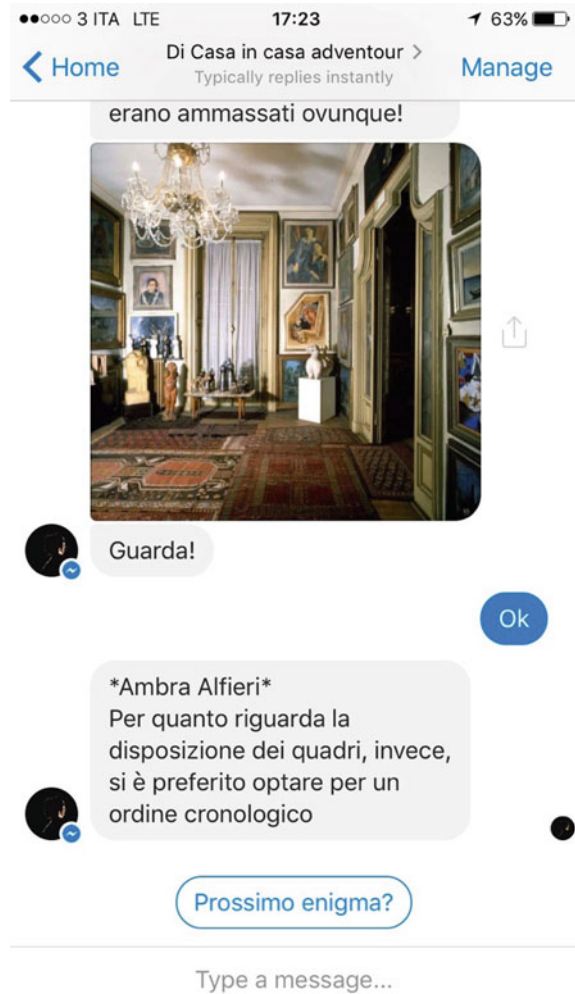 3 ITA LTE 17:23 63%
Home Di Casa in casa adventour Manage
Typically replies instantly
erano ammassati ovunque!
Guarda!
Ok
*Ambra Alfieri*
Per quanto riguarda la
disposizione dei quadri, invece,
si è preferito optare per un
ordine cronologico
Prossimo enigma?
Type a message...